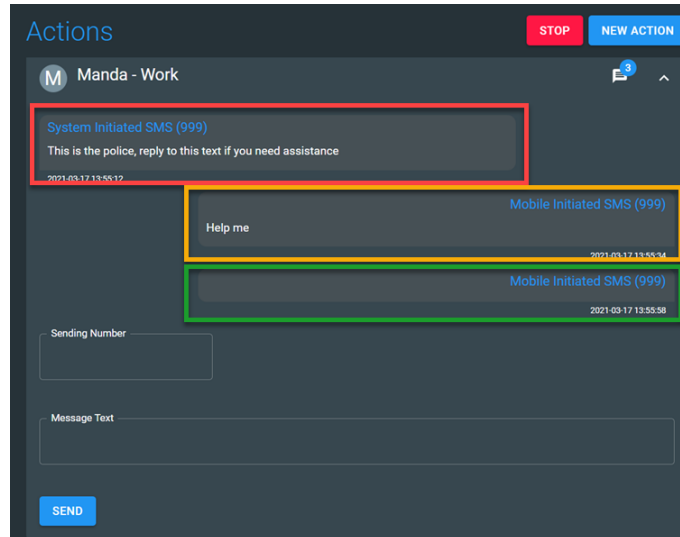 Actions
STOP
NEW ACTION
M
Manda - Work
3
System Initiated SMS (999)
This is the police, reply to this text if you need assistance
2021-03-17 13:55:12
Mobile Initiated SMS (999)
Help me
2021-03-17 13:55:34
Mobile Initiated SMS (999)
2021-03-17 13:55:58
Sending Number
Message Text
SEND